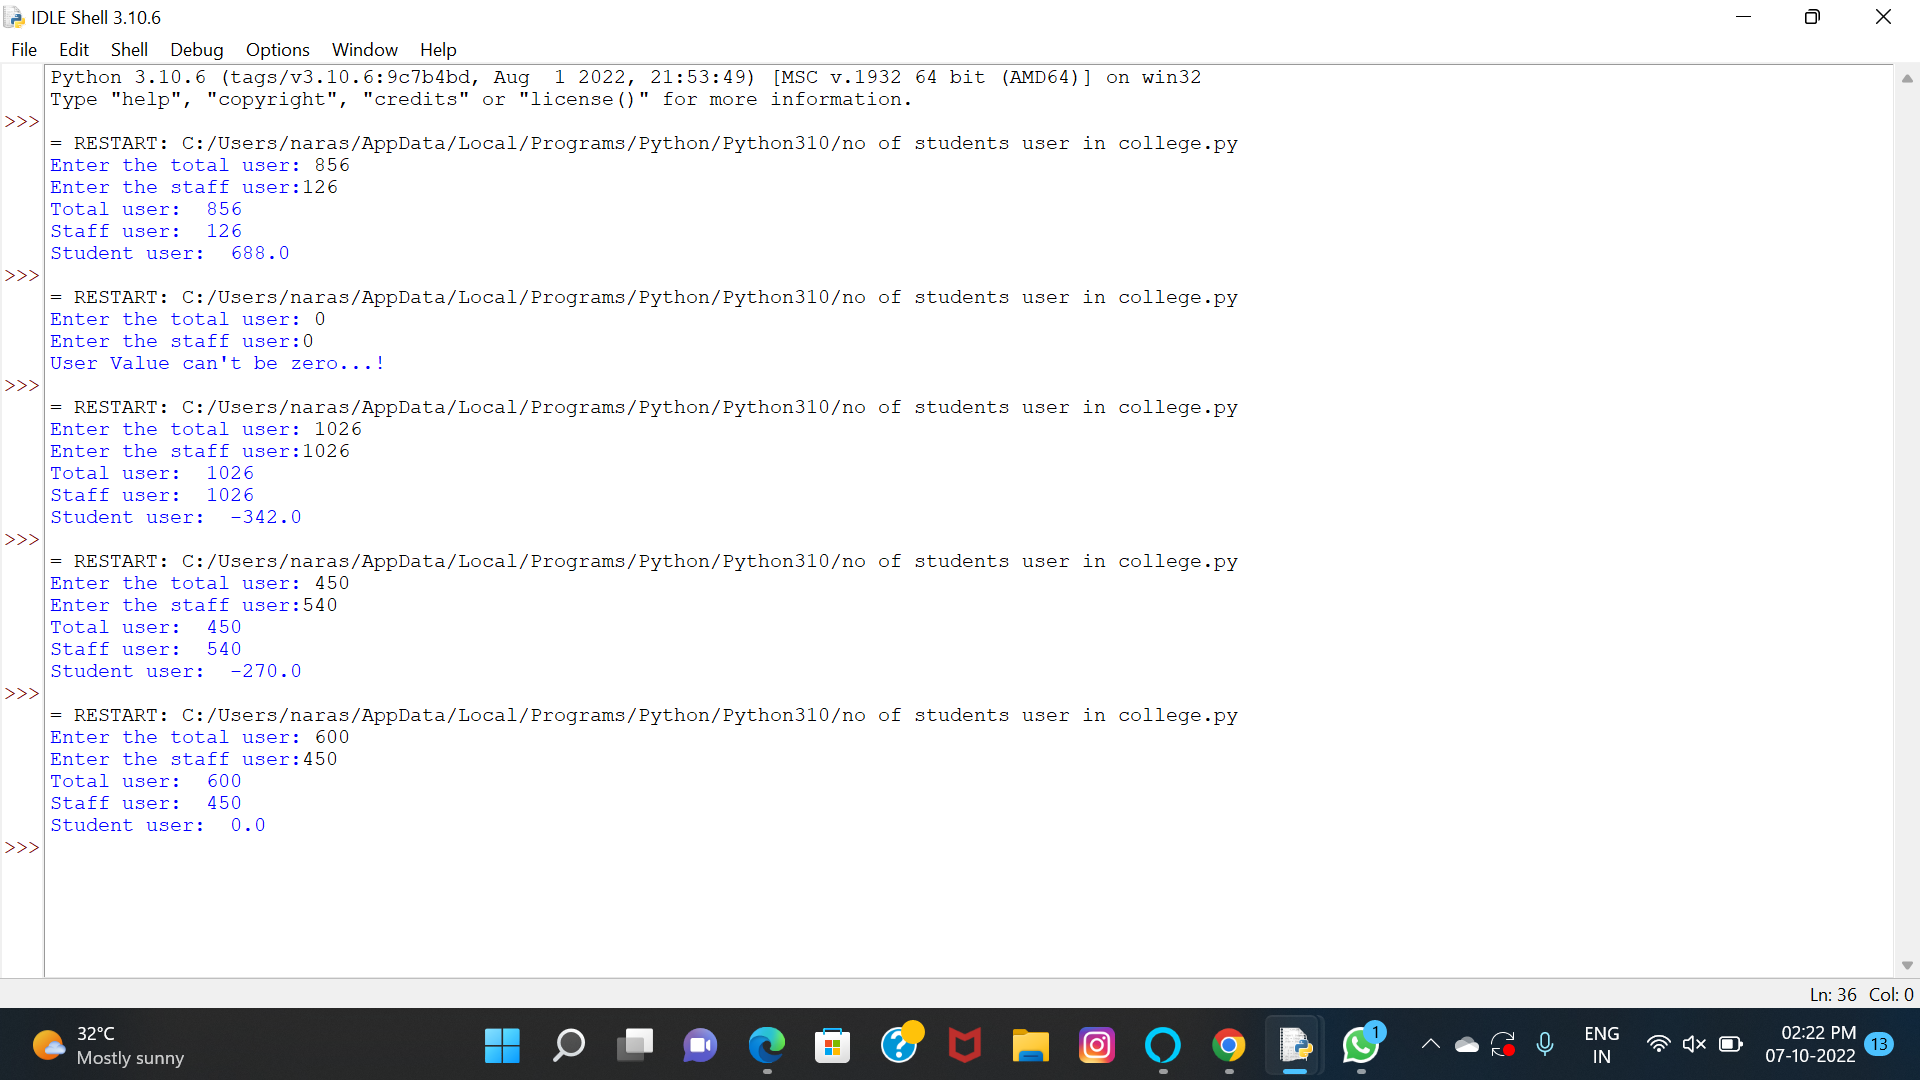 IDLE Shell 3.10.6
File Edit Shell Debug Options Window Help
Python 3.10.6 (tags/v3.10.6:9c7b4bd, Aug  1 2022, 21:53:49) [MSC v.1932 64 bit (AMD64)] on win32
Type "help", "copyright", "credits" or "license()" for more information.
>>>
= RESTART: C:/Users/naras/AppData/Local/Programs/Python/Python310/no of students user in college.py
Enter the total user: 856
Enter the staff user:126
Total user:  856
Staff user:  126
Student user:  688.0
>>>
= RESTART: C:/Users/naras/AppData/Local/Programs/Python/Python310/no of students user in college.py
Enter the total user: 0
Enter the staff user:0
User Value can't be zero...!
>>>
= RESTART: C:/Users/naras/AppData/Local/Programs/Python/Python310/no of students user in college.py
Enter the total user: 1026
Enter the staff user:1026
Total user:  1026
Staff user:  1026
Student user:  -342.0
>>>
= RESTART: C:/Users/naras/AppData/Local/Programs/Python/Python310/no of students user in college.py
Enter the total user: 450
Enter the staff user:540
Total user:  450
Staff user:  540
Student user:  -270.0
>>>
= RESTART: C:/Users/naras/AppData/Local/Programs/Python/Python310/no of students user in college.py
Enter the total user: 600
Enter the staff user:450
Total user:  600
Staff user:  450
Student user:  0.0
>>>
Ln: 36 Col: 0
32°C
Mostly sunny
1
ENG
IN
02:22 PM
07-10-2022
13